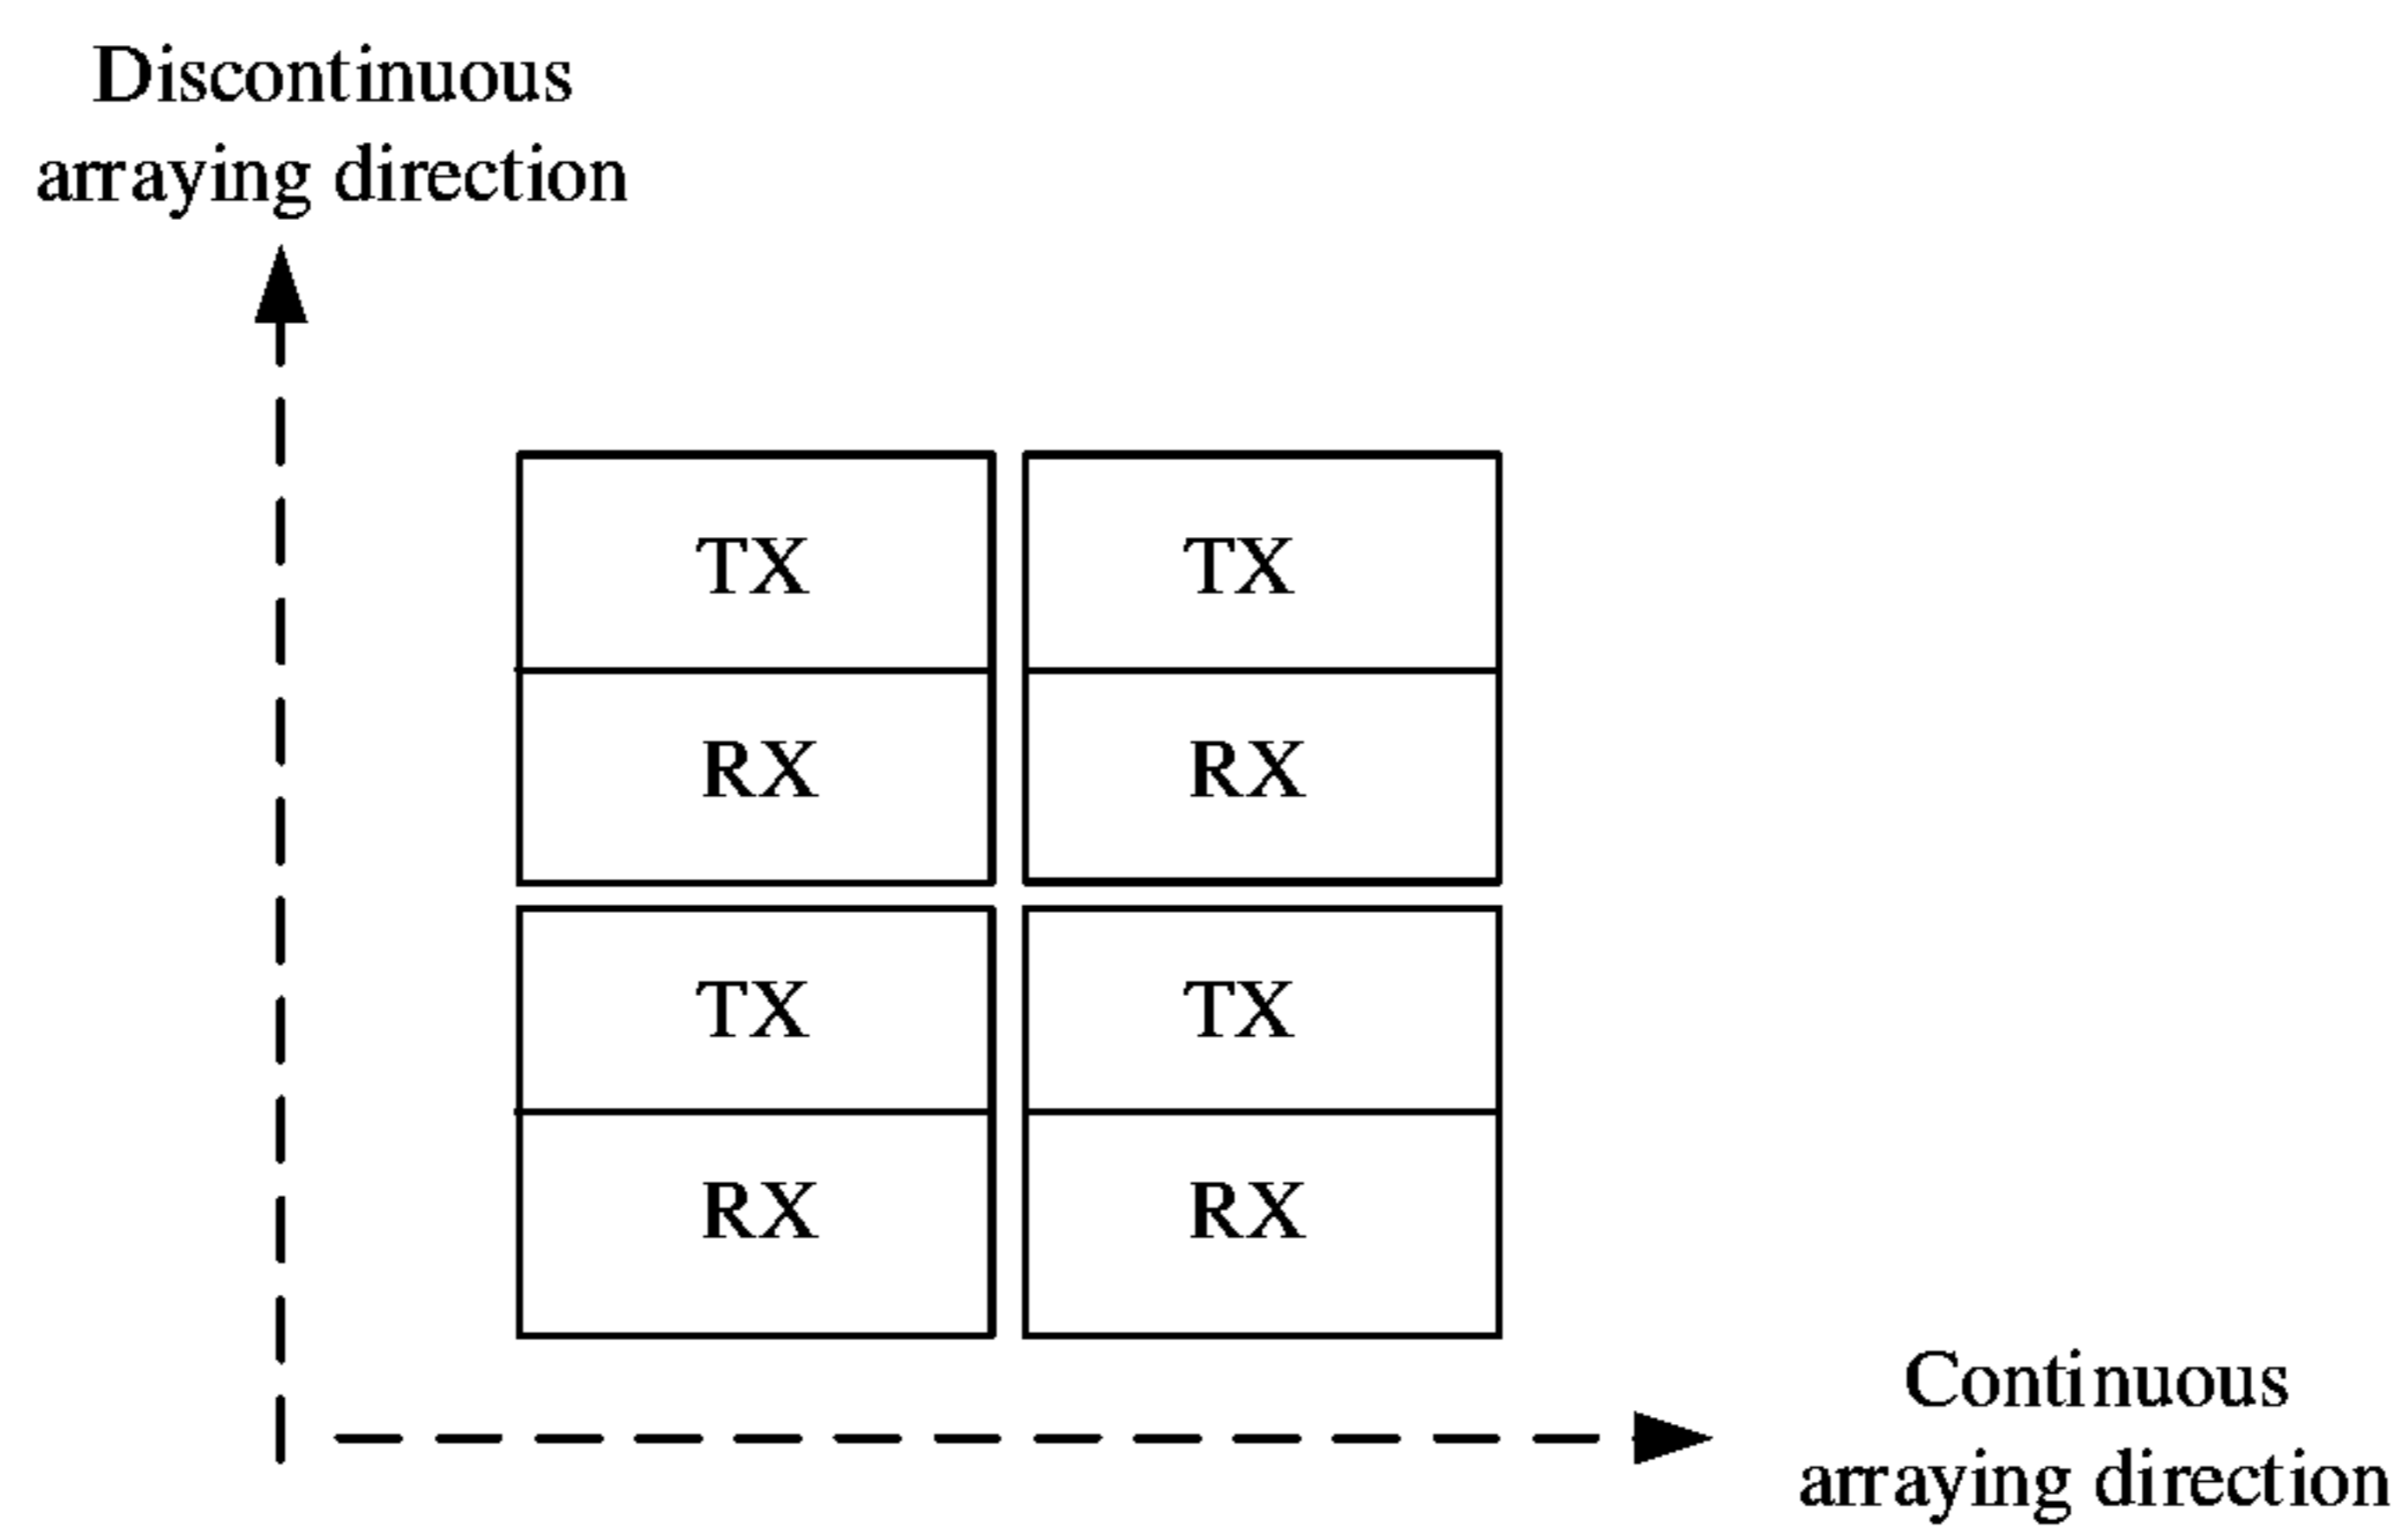 Discontinuous
arraying direction
TX
TX
RX
RX
TX
TX
RX
RX
Continuous
arraying direction